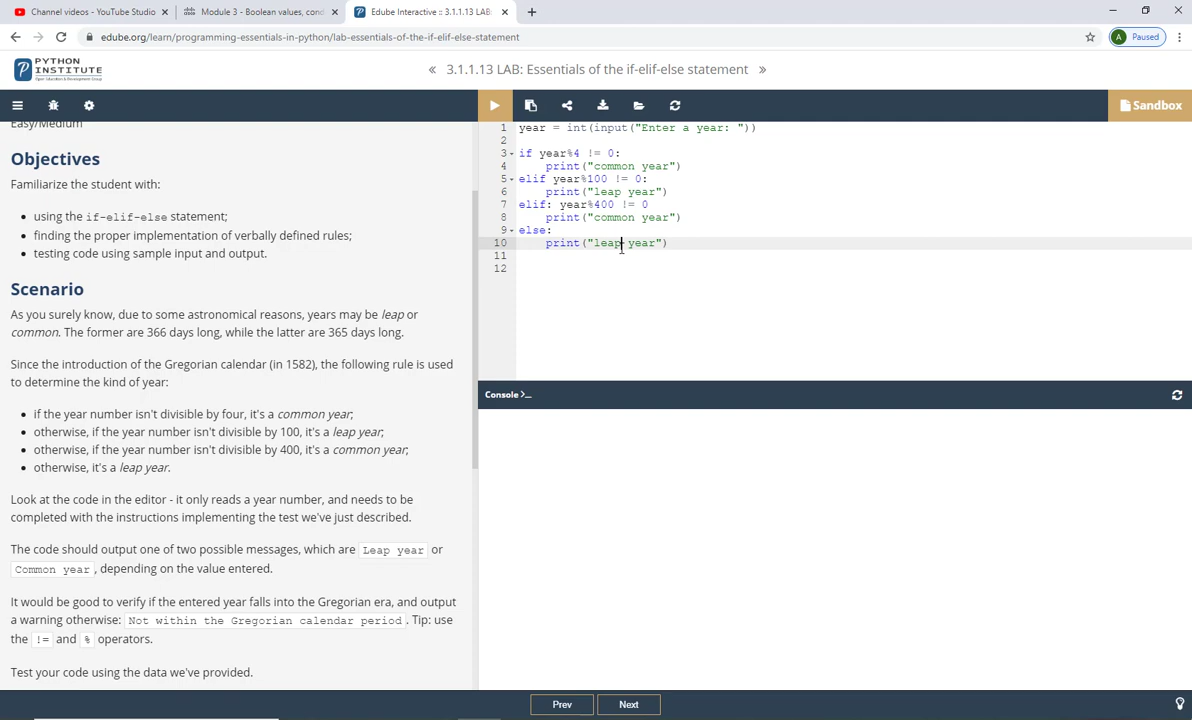 Channel videos - YouTube Studio
Module 3 - Boolean values, cond
Edube Interactive :: 3.1.1.13 LAB:
edube.org/learn/programming-essentials-in-python/lab-essentials-of-the-if-elif-else-statement
A Paused
PYTHON
INSTITUTE
Open Education & Development Group
« 3.1.1.13 LAB: Essentials of the if-elif-else statement »
Sandbox
Easy/Medium
Objectives
Familiarize the student with:
• using the if-elif-else statement;
• finding the proper implementation of verbally defined rules;
• testing code using sample input and output.
Scenario
As you surely know, due to some astronomical reasons, years may be leap or
common. The former are 366 days long, while the latter are 365 days long.
Since the introduction of the Gregorian calendar (in 1582), the following rule is used
to determine the kind of year:
• if the year number isn't divisible by four, it's a common year;
• otherwise, if the year number isn't divisible by 100, it's a leap year;
• otherwise, if the year number isn't divisible by 400, it's a common year;
• otherwise, it's a leap year.
Look at the code in the editor - it only reads a year number, and needs to be
completed with the instructions implementing the test we've just described.
The code should output one of two possible messages, which are Leap year or
Common year, depending on the value entered.
It would be good to verify if the entered year falls into the Gregorian era, and output
a warning otherwise: Not within the Gregorian calendar period. Tip: use
the != and % operators.
Test your code using the data we've provided.
1 year = int(input("Enter a year: "))
2
3 if year%4 != 0:
4 print("common year")
5 elif year%100 != 0:
6 print("leap year")
7 elif: year%400 != 0
8 print("common year")
9 else:
10 print("leap year")
11
12
Console >_
Prev
Next